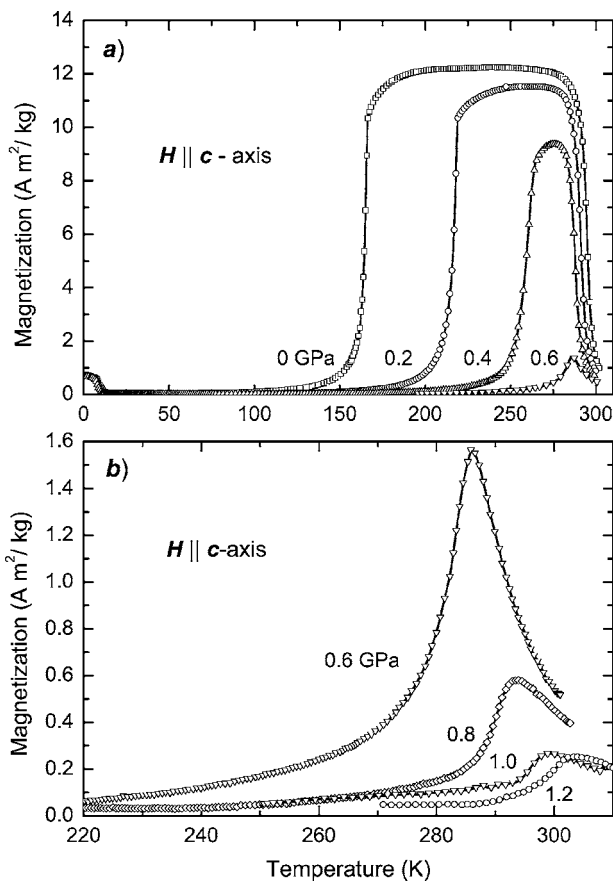 14
12
10
8
6
4
2
0
Magnetization (A m²/ kg)
a)
H || c - axis
0 GPa 0.2 0.4 0.6
0 50 100 150 200 250 300
1.6
1.4
1.2
1.0
0.8
0.6
0.4
0.2
0.0
Magnetization (A m²/ kg)
b)
H || c-axis
0.6 GPa
0.8
1.0
1.2
220 240 260 280 300
Temperature (K)